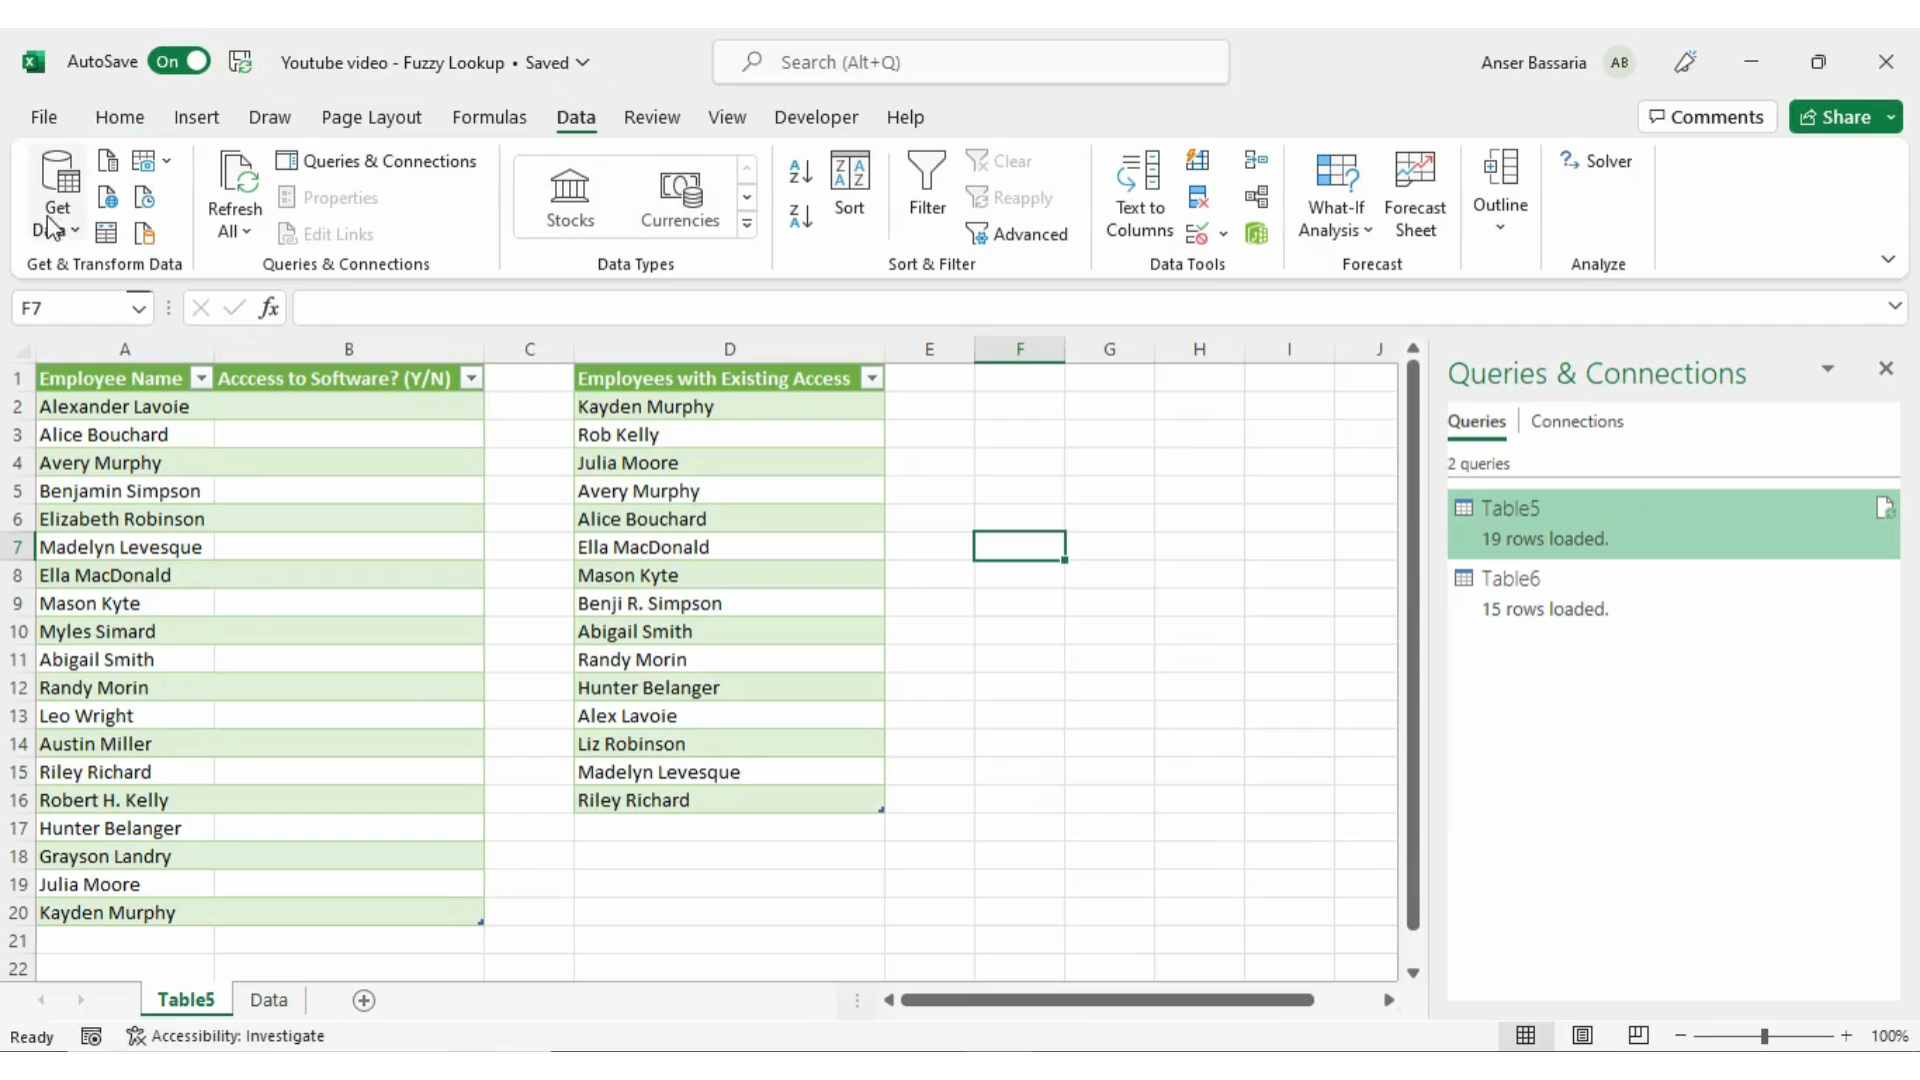 AutoSave On Youtube video - Fuzzy Lookup • Saved Search (Alt+Q) Anser Bassaria AB
File Home Insert Draw Page Layout Formulas Data Review View Developer Help Comments Share
Get
Refresh
All
Queries & Connections
Properties
Edit Links
Stocks Currencies
Sort
Filter
Clear
Reapply
Advanced
Text to
Columns
What-If
Analysis
Forecast
Sheet
Outline
Solver
Get & Transform Data Queries & Connections Data Types Sort & Filter Data Tools Forecast Analyze
F7 fx
A B C D E F G H I J
1 Employee Name Acccess to Software? (Y/N) Employees with Existing Access
2 Alexander Lavoie Kayden Murphy
3 Alice Bouchard Rob Kelly
4 Avery Murphy Julia Moore
5 Benjamin Simpson Avery Murphy
6 Elizabeth Robinson Alice Bouchard
7 Madelyn Levesque Ella MacDonald
8 Ella MacDonald Mason Kyte
9 Mason Kyte Benji R. Simpson
10 Myles Simard Abigail Smith
11 Abigail Smith Randy Morin
12 Randy Morin Hunter Belanger
13 Leo Wright Alex Lavoie
14 Austin Miller Liz Robinson
15 Riley Richard Madelyn Levesque
16 Robert H. Kelly Riley Richard
17 Hunter Belanger
18 Grayson Landry
19 Julia Moore
20 Kayden Murphy
21
22
Queries & Connections
Queries Connections
2 queries
Table5
19 rows loaded.
Table6
15 rows loaded.
Table5 Data
Ready Accessibility: Investigate 100%